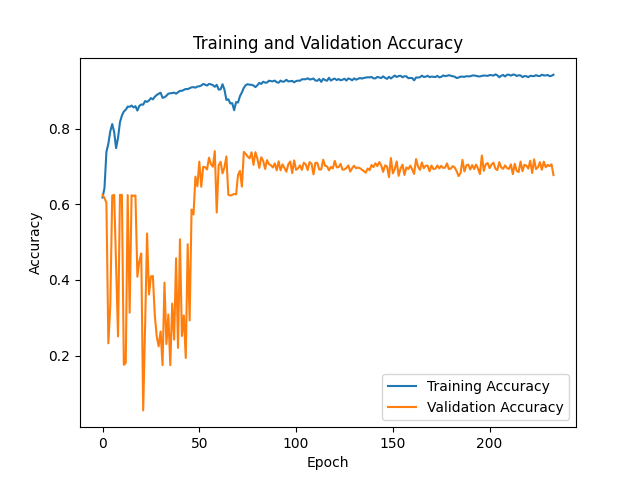 Training and Validation Accuracy
Accuracy
0.8
0.6
0.4
0.2
Training Accuracy
Validation Accuracy
0 50 100 150 200
Epoch